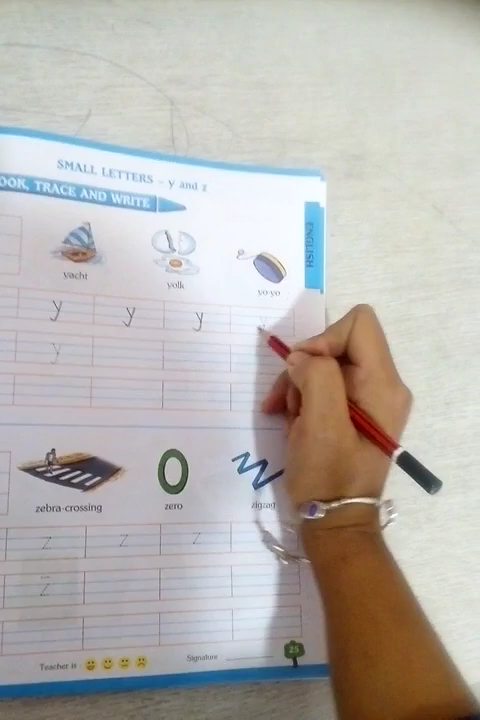 SMALL LETTERS - y and z
OOK, TRACE AND WRITE
ENGLISH
yacht yolk yo-yo
y y y y
y
zebra-crossing zero zigzag
z z z
z
Teacher is Signature
25